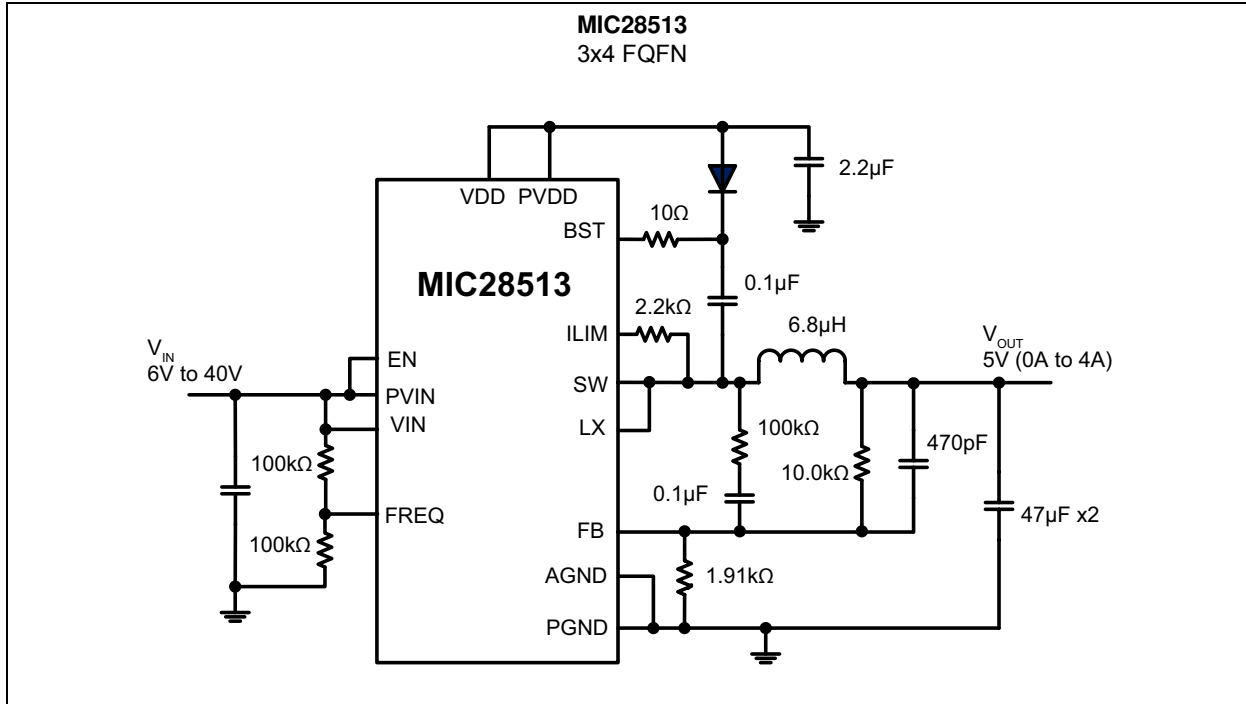 MIC28513
3x4 FQFN
VDD PVDD
2.2µF
10Ω
BST
MIC28513
0.1µF
2.2kΩ
6.8µH
ILIM
VIN
6V to 40V
VOUT
5V (0A to 4A)
EN
SW
PVIN
VIN
LX
100kΩ
470pF
100kΩ
10.0kΩ
0.1µF
FREQ
47µF x2
FB
100kΩ
AGND
1.91kΩ
PGND